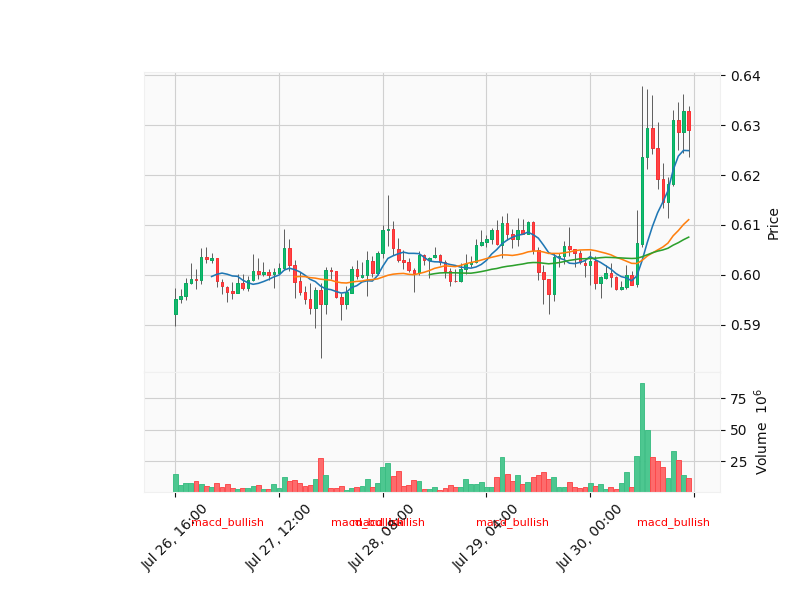 0.64
0.63
0.62
0.61
0.60
0.59
Price
75
50
25
Volume 10^6
macd_bullish
macd_bullish
macd_bullish
macd_bullish
Jul 26, 16:00
Jul 27, 12:00
Jul 28, 08:00
Jul 29, 04:00
Jul 30, 00:00